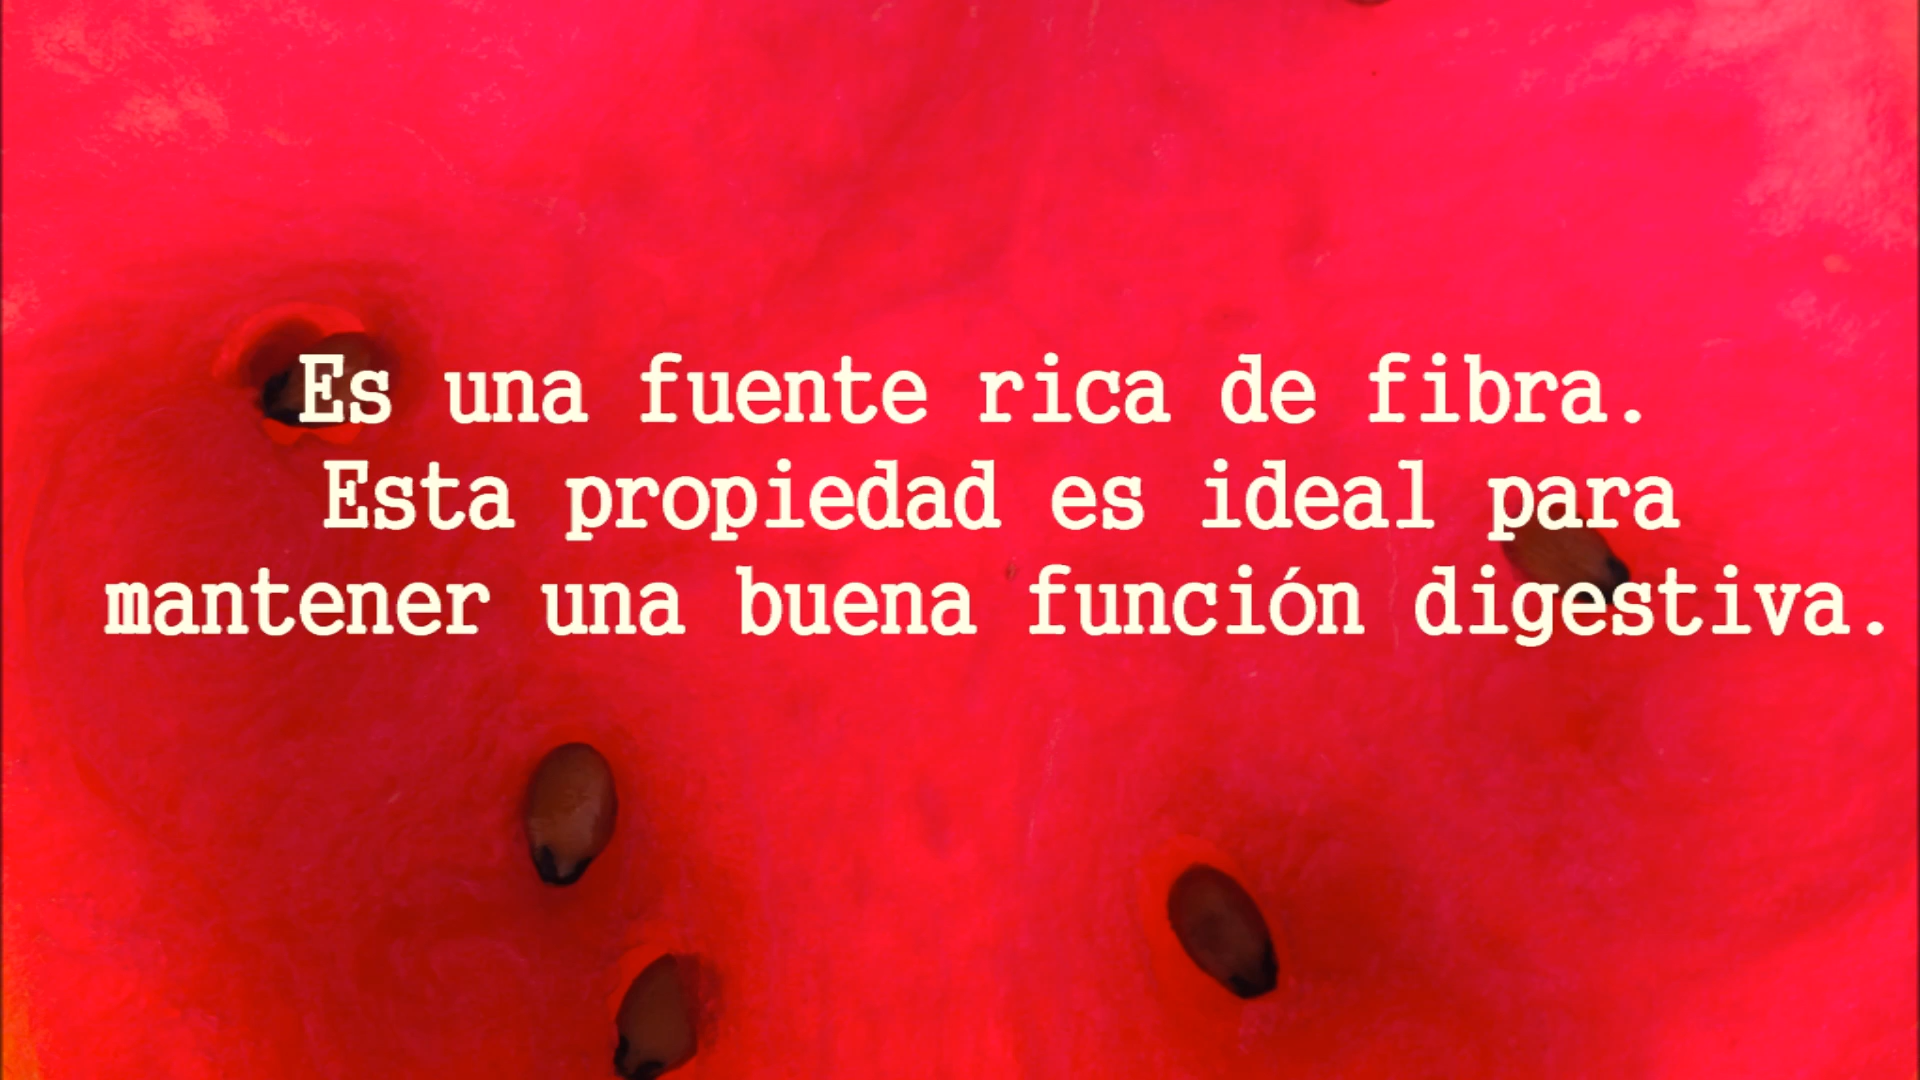 Es una fuente rica de fibra.
Esta propiedad es ideal para
mantener una buena función digestiva.